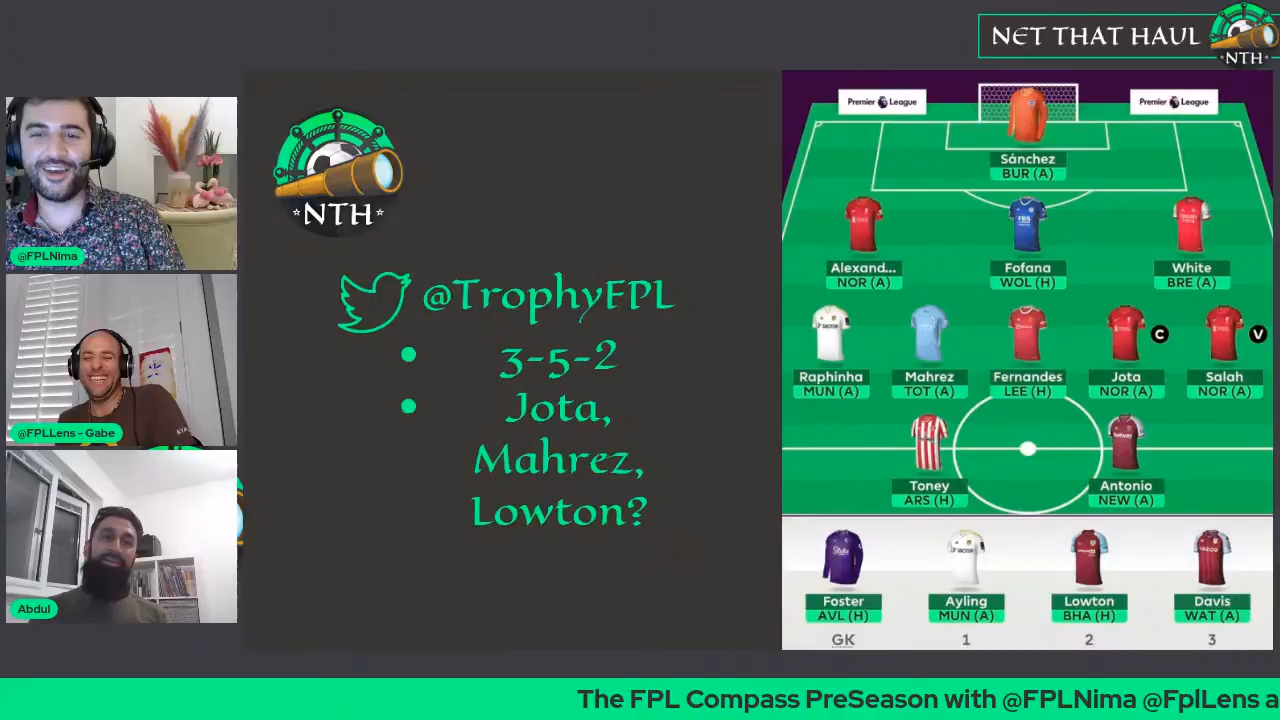 NET THAT HAUL
NTH
@FPLNima
@FPLLens - Gabe
Abdul
NTH
@TrophyFPL
• 3-5-2
• Jota,
Mahrez,
Lowton?
Premier League
Premier League
Sánchez
BUR (A)
Alexand...
NOR (A)
Fofana
WOL (H)
White
BRE (A)
Raphinha
MUN (A)
Mahrez
TOT (A)
Fernandes
LEE (H)
Jota
NOR (A)
C
Salah
NOR (A)
V
Toney
ARS (H)
Antonio
NEW (A)
Foster
AVL (H)
GK
Ayling
MUN (A)
1
Lowton
BHA (H)
2
Davis
WAT (A)
3
The FPL Compass PreSeason with @FPLNima @FplLens a